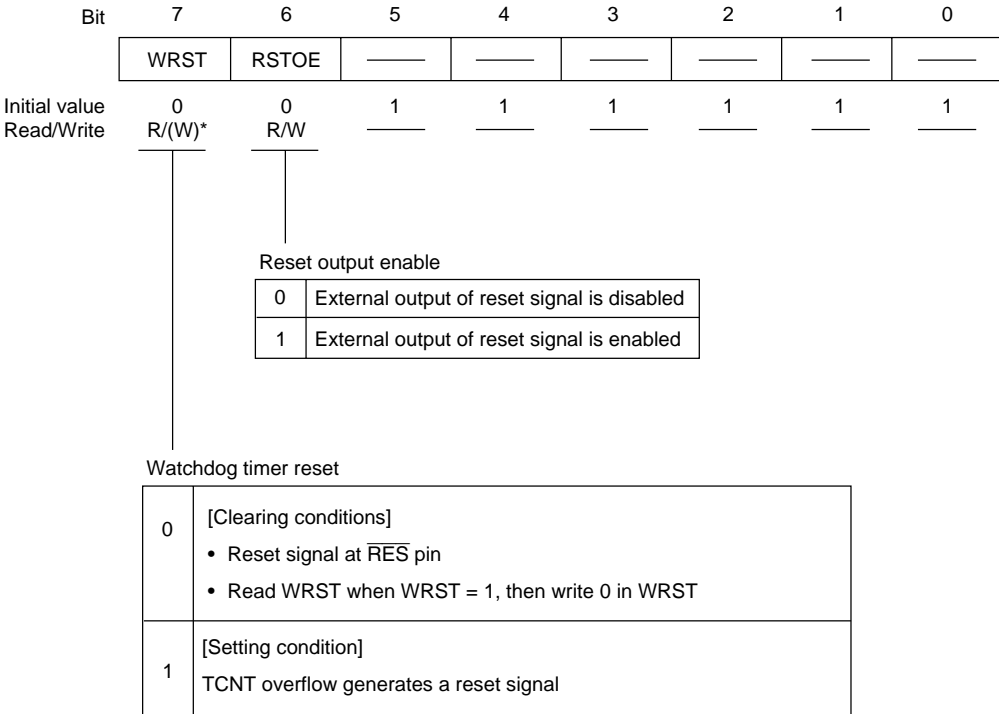 Bit 7 6 5 4 3 2 1 0
WRST RSTOE —— —— —— —— —— ——
Initial value 0 0 1 1 1 1 1 1
Read/Write R/(W)* R/W —— —— —— —— —— ——
Reset output enable
0 External output of reset signal is disabled
1 External output of reset signal is enabled
Watchdog timer reset
0 [Clearing conditions]
• Reset signal at R̅E̅S̅ pin
• Read WRST when WRST = 1, then write 0 in WRST
1 [Setting condition]
TCNT overflow generates a reset signal